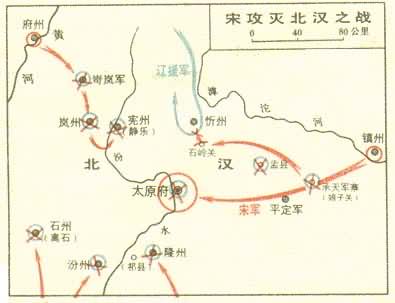 宋攻灭北汉之战
0 40 80公里
府州
黄
河
岢岚军
岚州
宪州
(静乐)
辽援军
忻州
石岭关
滹
沱
河
镇州
北
汉
汾
水
盂县
承天军寨
(娘子关)
太原府
宋军
平定军
石州
(离石)
汾州
(祁县)
隆州